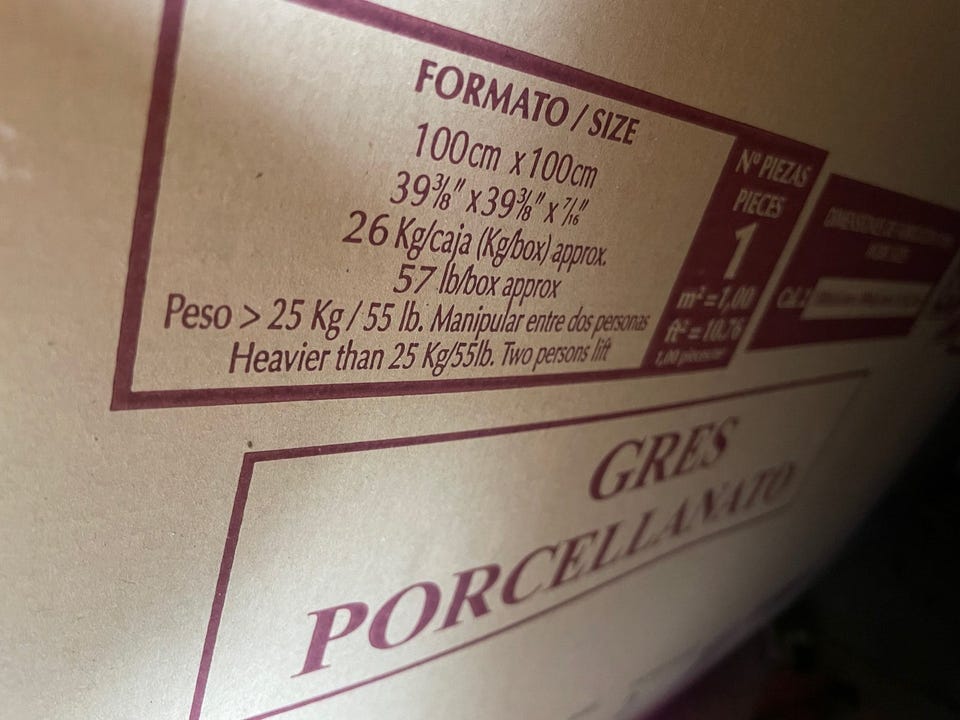 FORMATO / SIZE
100cm x 100cm
39⅜" x 39⅜" x 7/16"
26 Kg/caja (Kg/box) approx.
57 lb/box approx
Peso > 25 Kg / 55 lb. Manipular entre dos personas
Heavier than 25 Kg/55lb. Two persons lift
Nº PIEZAS
PIECES
1
m² = 1,00
ft² = 10.76
GRES
PORCELLANATO